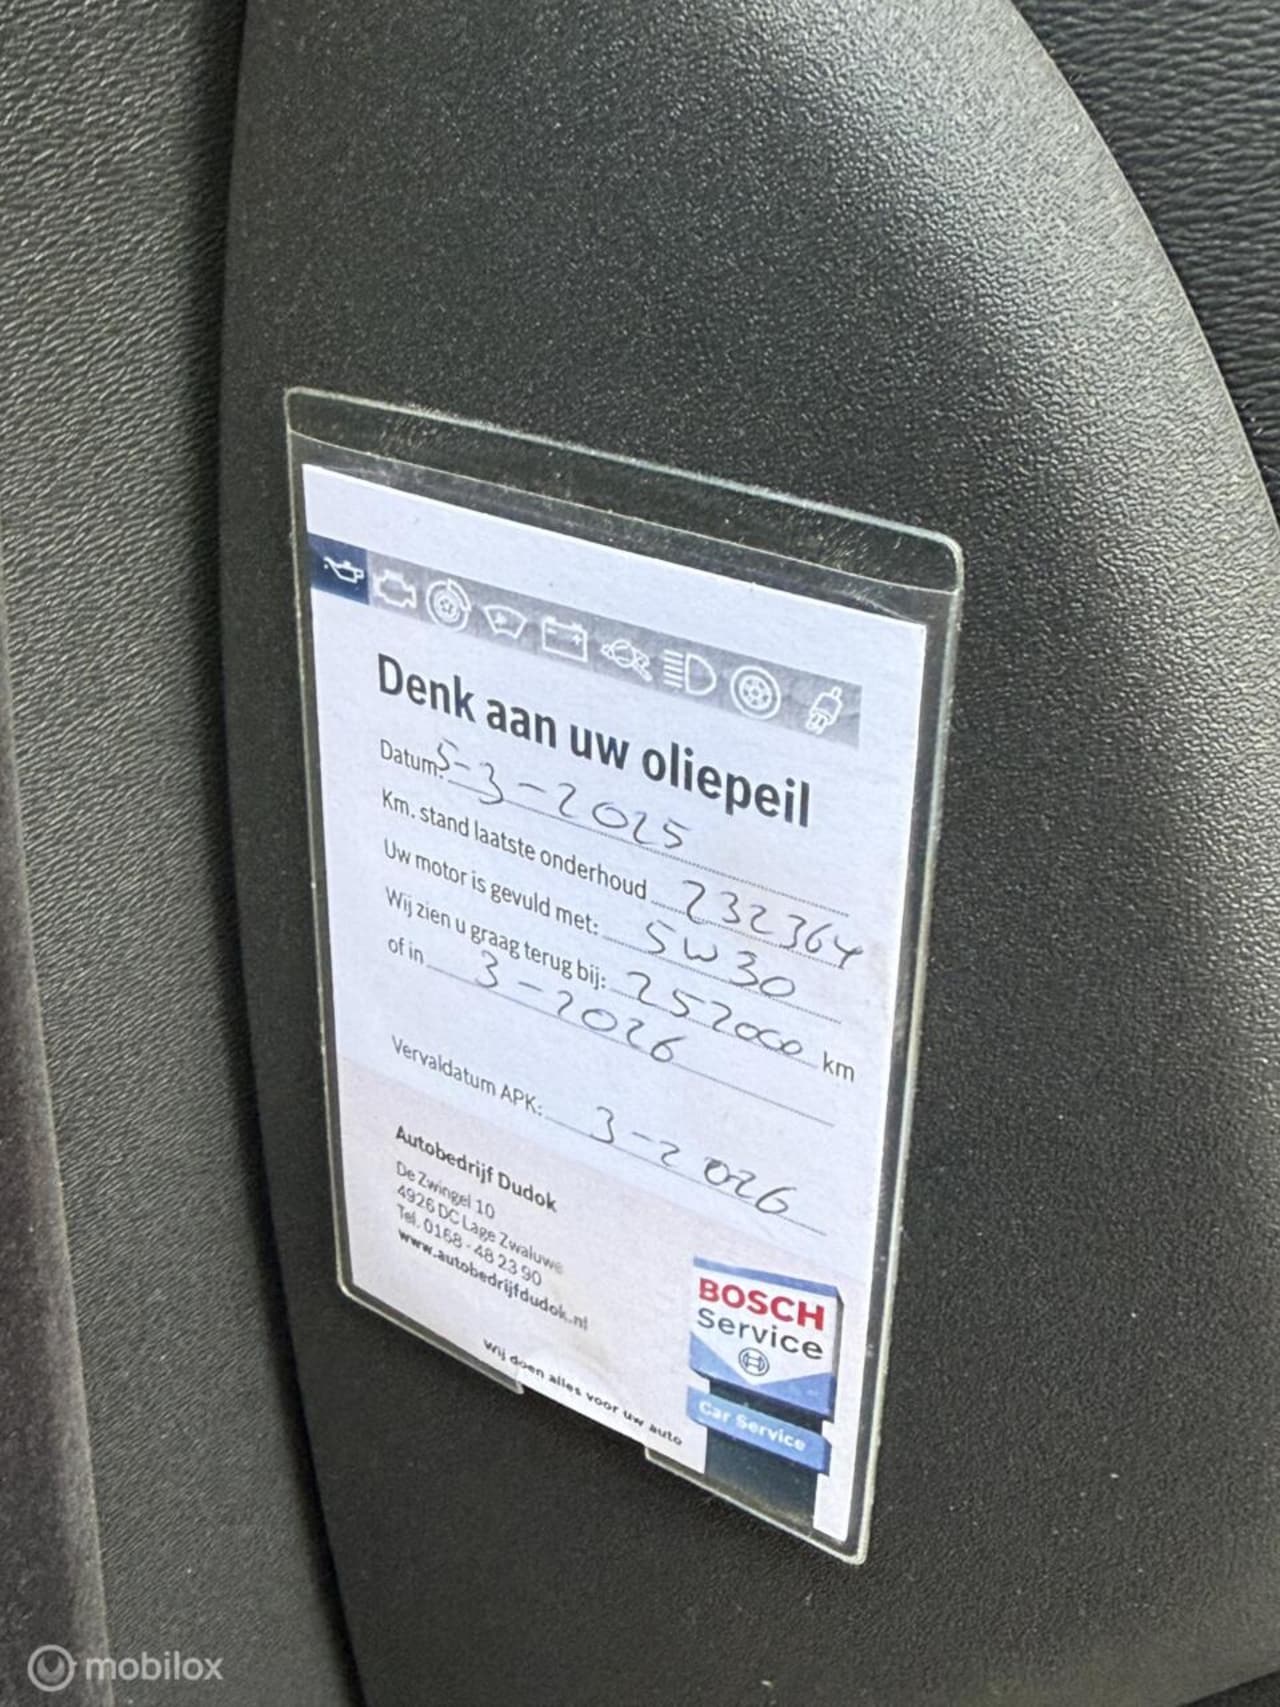 Denk aan uw oliepeil
Datum: 5-3-2025
Km. stand laatste onderhoud 232364
Uw motor is gevuld met: 5W30
Wij zien u graag terug bij: 252000 km
of in 3-2026
Vervaldatum APK: 3-2026
Autobedrijf Dudok
De Zwingel 10
4926 DC Lage Zwaluwe
Tel. 0168 - 48 23 90
www.autobedrijfdudok.nl
Wij doen alles voor uw auto
BOSCH
Service
Car Service
mobilox